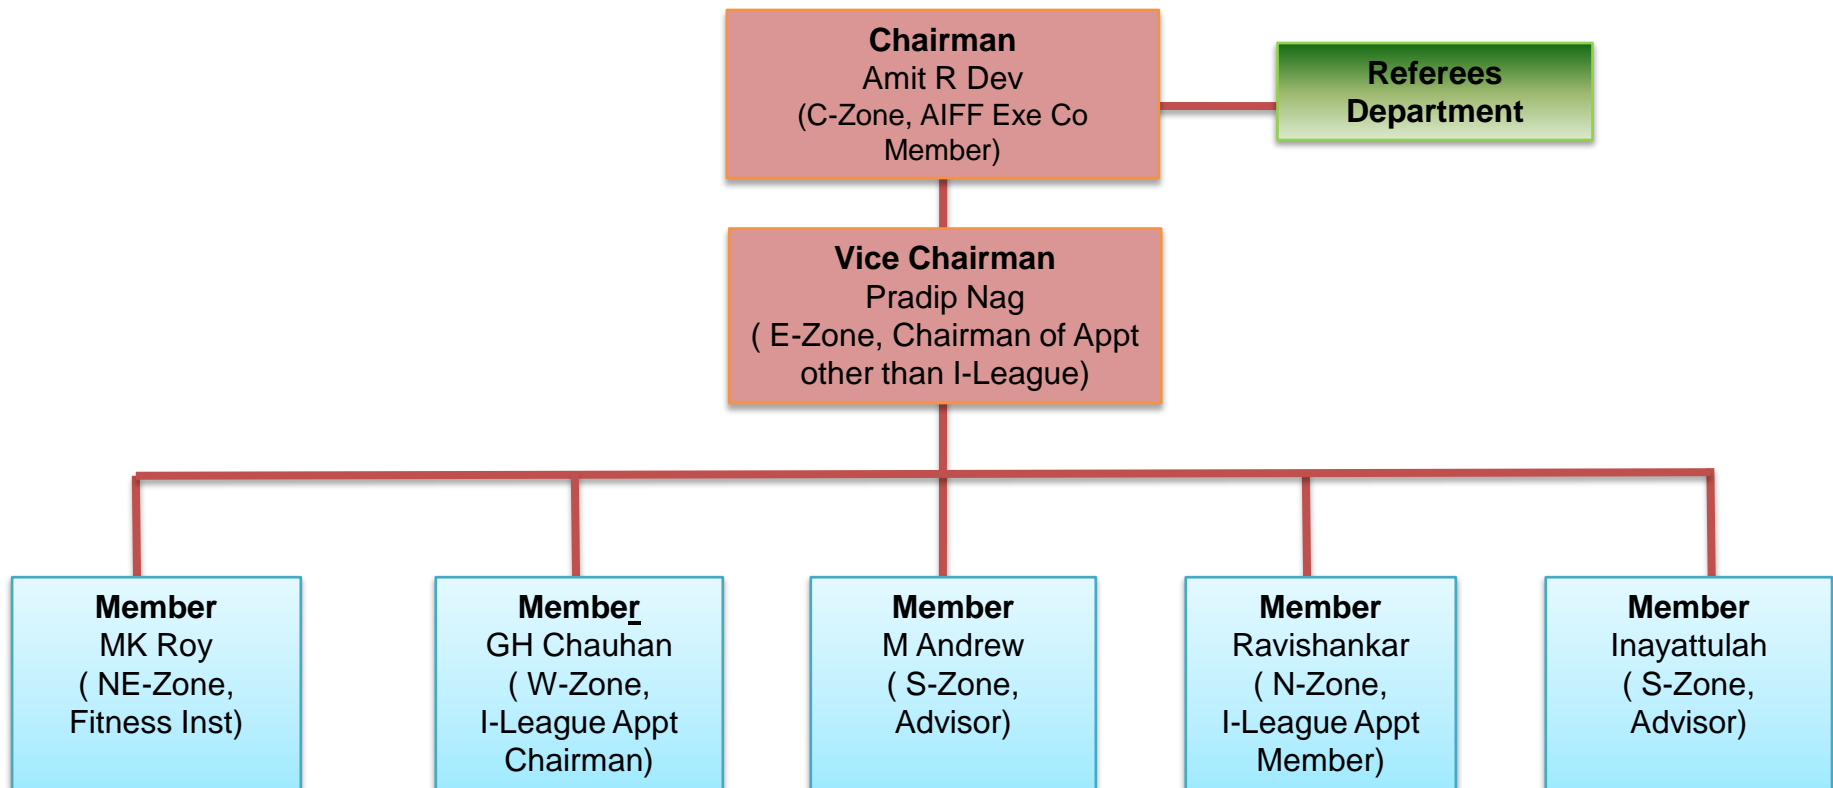 Chairman
Amit R Dev
(C-Zone, AIFF Exe Co
Member)
Referees
Department
Vice Chairman
Pradip Nag
( E-Zone, Chairman of Appt
other than I-League)
Member
MK Roy
( NE-Zone,
Fitness Inst)
Member
GH Chauhan
( W-Zone,
I-League Appt
Chairman)
Member
M Andrew
( S-Zone,
Advisor)
Member
Ravishankar
( N-Zone,
I-League Appt
Member)
Member
Inayattulah
( S-Zone,
Advisor)